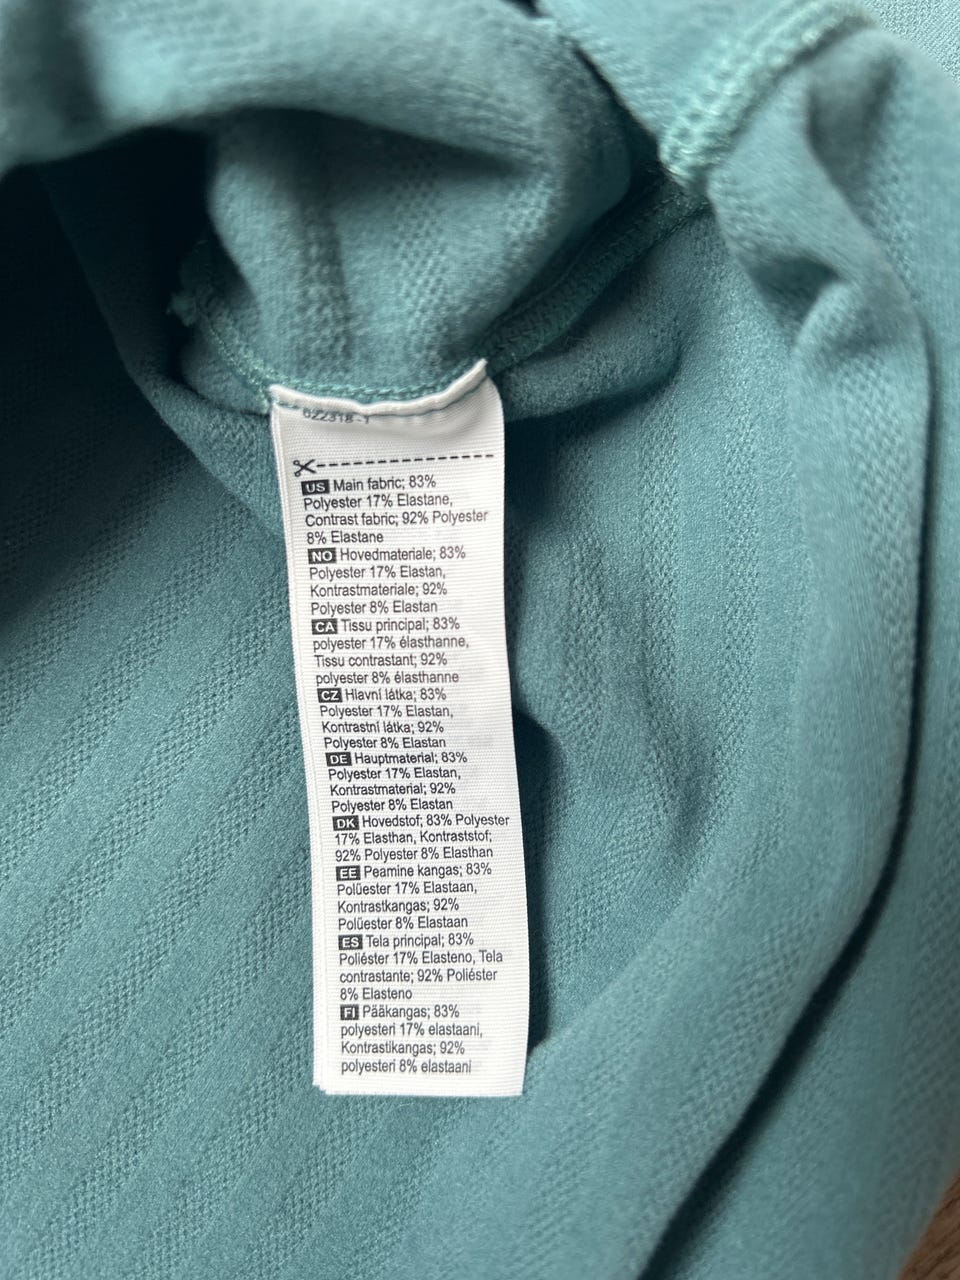 022318-1
US Main fabric; 83%
Polyester 17% Elastane,
Contrast fabric; 92% Polyester
8% Elastane
NO Hovedmateriale; 83%
Polyester 17% Elastan,
Kontrastmateriale; 92%
Polyester 8% Elastan
CA Tissu principal; 83%
polyester 17% élasthanne,
Tissu contrastant; 92%
polyester 8% élasthanne
CZ Hlavní látka; 83%
Polyester 17% Elastan,
Kontrastní látka; 92%
Polyester 8% Elastan
DE Hauptmaterial; 83%
Polyester 17% Elastan,
Kontrastmaterial; 92%
Polyester 8% Elastan
DK Hovedstof; 83% Polyester
17% Elasthan, Kontraststof;
92% Polyester 8% Elasthan
EE Peamine kangas; 83%
Polüester 17% Elastaan,
Kontrastkangas; 92%
Polüester 8% Elastaan
ES Tela principal; 83%
Poliéster 17% Elasteno, Tela
contrastante; 92% Poliéster
8% Elasteno
FI Pääkangas; 83%
polyesteri 17% elastaani,
Kontrastikangas; 92%
polyesteri 8% elastaani